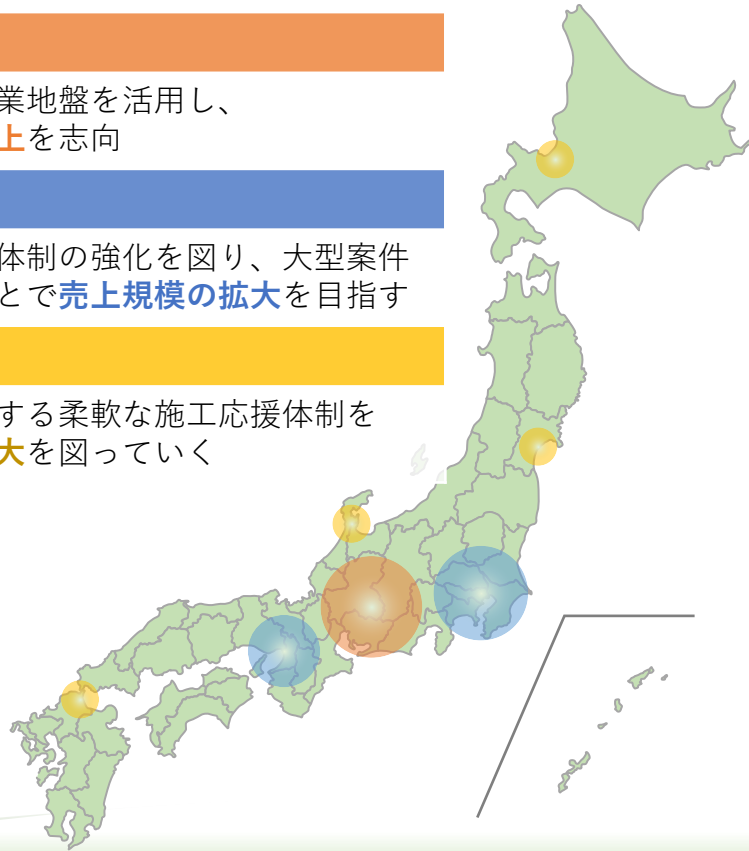 業地盤を活用し、
上を志向
体制の強化を図り、大型案件
とで売上規模の拡大を目指す
する柔軟な施工応援体制を
大を図っていく